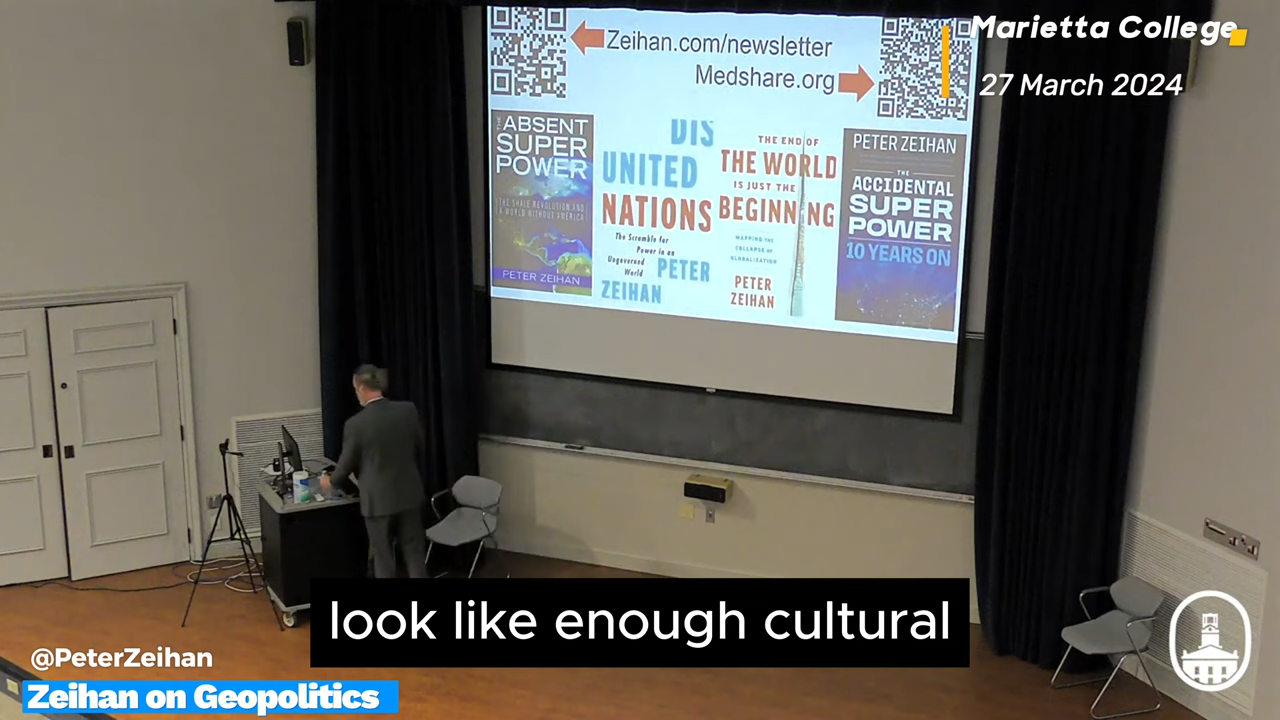 Marietta College
27 March 2024
Zeihan.com/newsletter
Medshare.org
THE
ABSENT
SUPER
POWER
THE SHALE REVOLUTION AND
A WORLD WITHOUT AMERICA
PETER ZEIHAN
DIS
UNITED
NATIONS
The Scramble for
Power in an
Ungoverned
World
PETER
ZEIHAN
THE END OF
THE WORLD
IS JUST THE
BEGINNING
MAPPING THE
COLLAPSE OF
GLOBALIZATION
PETER
ZEIHAN
PETER ZEIHAN
THE
ACCIDENTAL
SUPER
POWER
10 YEARS ON
look like enough cultural
@PeterZeihan
Zeihan on Geopolitics